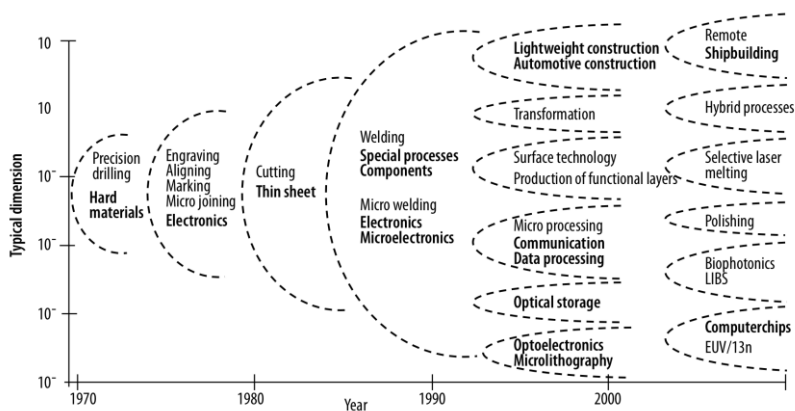 Typical dimension
10
10
10⁻
10⁻
10⁻
10⁻
Precision
drilling
Hard
materials
Engraving
Aligning
Marking
Micro joining
Electronics
Cutting
Thin sheet
Welding
Special processes
Components
Micro welding
Electronics
Microelectronics
Lightweight construction
Automotive construction
Transformation
Surface technology
Production of functional layers
Micro processing
Communication
Data processing
Optical storage
Optoelectronics
Microlithography
Remote
Shipbuilding
Hybrid processes
Selective laser
melting
Polishing
Biophotonics
LIBS
Computerchips
EUV/13n
1970
1980
1990
2000
Year